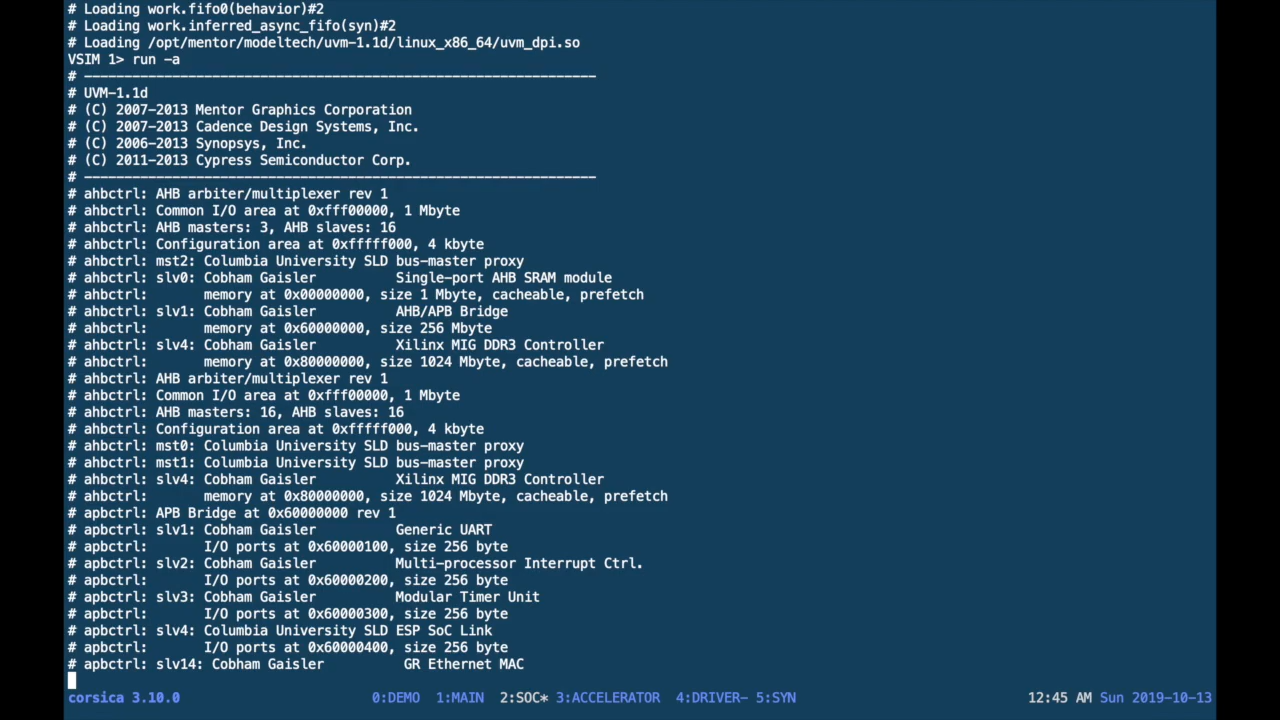 # Loading work.fifo0(behavior)#2
# Loading work.inferred_async_fifo(syn)#2
# Loading /opt/mentor/modeltech/uvm-1.1d/linux_x86_64/uvm_dpi.so
VSIM 1> run -a
# ----------------------------------------------------------------
# UVM-1.1d
# (C) 2007-2013 Mentor Graphics Corporation
# (C) 2007-2013 Cadence Design Systems, Inc.
# (C) 2006-2013 Synopsys, Inc.
# (C) 2011-2013 Cypress Semiconductor Corp.
# ----------------------------------------------------------------
# ahbctrl: AHB arbiter/multiplexer rev 1
# ahbctrl: Common I/O area at 0xfff00000, 1 Mbyte
# ahbctrl: AHB masters: 3, AHB slaves: 16
# ahbctrl: Configuration area at 0xfffff000, 4 kbyte
# ahbctrl: mst2: Columbia University SLD bus-master proxy
# ahbctrl: slv0: Cobham Gaisler          Single-port AHB SRAM module
# ahbctrl:       memory at 0x00000000, size 1 Mbyte, cacheable, prefetch
# ahbctrl: slv1: Cobham Gaisler          AHB/APB Bridge
# ahbctrl:       memory at 0x60000000, size 256 Mbyte
# ahbctrl: slv4: Cobham Gaisler          Xilinx MIG DDR3 Controller
# ahbctrl:       memory at 0x80000000, size 1024 Mbyte, cacheable, prefetch
# ahbctrl: AHB arbiter/multiplexer rev 1
# ahbctrl: Common I/O area at 0xfff00000, 1 Mbyte
# ahbctrl: AHB masters: 16, AHB slaves: 16
# ahbctrl: Configuration area at 0xfffff000, 4 kbyte
# ahbctrl: mst0: Columbia University SLD bus-master proxy
# ahbctrl: mst1: Columbia University SLD bus-master proxy
# ahbctrl: slv4: Cobham Gaisler          Xilinx MIG DDR3 Controller
# ahbctrl:       memory at 0x80000000, size 1024 Mbyte, cacheable, prefetch
# apbctrl: APB Bridge at 0x60000000 rev 1
# apbctrl: slv1: Cobham Gaisler          Generic UART
# apbctrl:       I/O ports at 0x60000100, size 256 byte
# apbctrl: slv2: Cobham Gaisler          Multi-processor Interrupt Ctrl.
# apbctrl:       I/O ports at 0x60000200, size 256 byte
# apbctrl: slv3: Cobham Gaisler          Modular Timer Unit
# apbctrl:       I/O ports at 0x60000300, size 256 byte
# apbctrl: slv4: Columbia University SLD ESP SoC Link
# apbctrl:       I/O ports at 0x60000400, size 256 byte
# apbctrl: slv14: Cobham Gaisler          GR Ethernet MAC
corsica 3.10.0 0:DEMO 1:MAIN 2:SOC* 3:ACCELERATOR 4:DRIVER- 5:SYN 12:45 AM Sun 2019-10-13